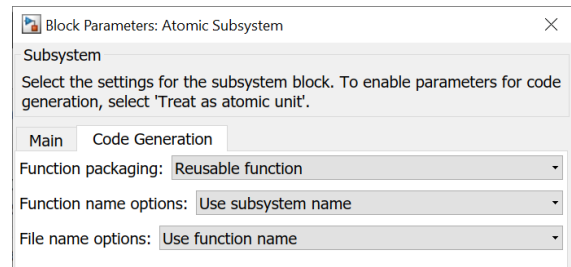 Block Parameters: Atomic Subsystem
Subsystem
Select the settings for the subsystem block. To enable parameters for code
generation, select 'Treat as atomic unit'.
Main Code Generation
Function packaging: Reusable function
Function name options: Use subsystem name
File name options: Use function name